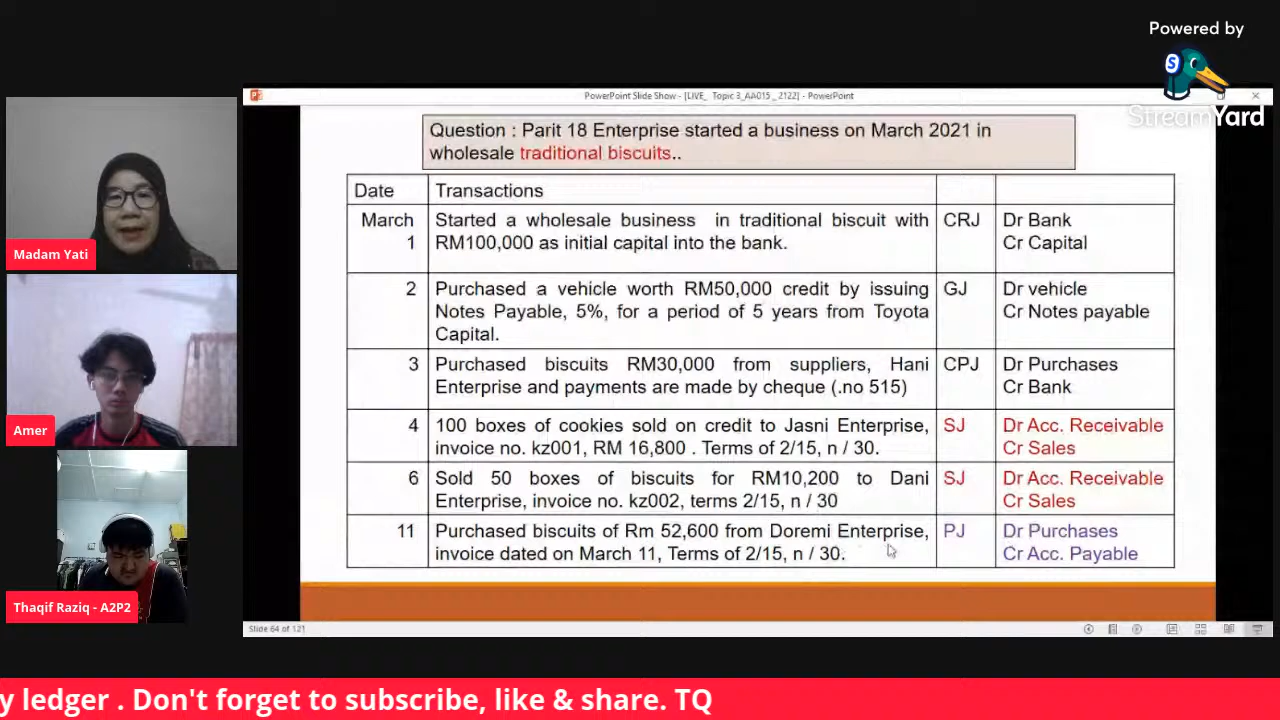 Powered by
StreamYard
PowerPoint Slide Show - [LIVE_ Topic 3_AA015 _ 2122] - PowerPoint
Question : Parit 18 Enterprise started a business on March 2021 in
wholesale traditional biscuits..
Date Transactions
March Started a wholesale business in traditional biscuit with CRJ Dr Bank
1 RM100,000 as initial capital into the bank. Cr Capital
2 Purchased a vehicle worth RM50,000 credit by issuing GJ Dr vehicle
Notes Payable, 5%, for a period of 5 years from Toyota Cr Notes payable
Capital.
3 Purchased biscuits RM30,000 from suppliers, Hani CPJ Dr Purchases
Enterprise and payments are made by cheque (.no 515) Cr Bank
4 100 boxes of cookies sold on credit to Jasni Enterprise, SJ Dr Acc. Receivable
invoice no. kz001, RM 16,800 . Terms of 2/15, n / 30. Cr Sales
6 Sold 50 boxes of biscuits for RM10,200 to Dani SJ Dr Acc. Receivable
Enterprise, invoice no. kz002, terms 2/15, n / 30 Cr Sales
11 Purchased biscuits of Rm 52,600 from Doremi Enterprise, PJ Dr Purchases
invoice dated on March 11, Terms of 2/15, n / 30. Cr Acc. Payable
Slide 64 of 121
Madam Yati
Amer
Thaqif Raziq - A2P2
y ledger . Don't forget to subscribe, like & share. TQ